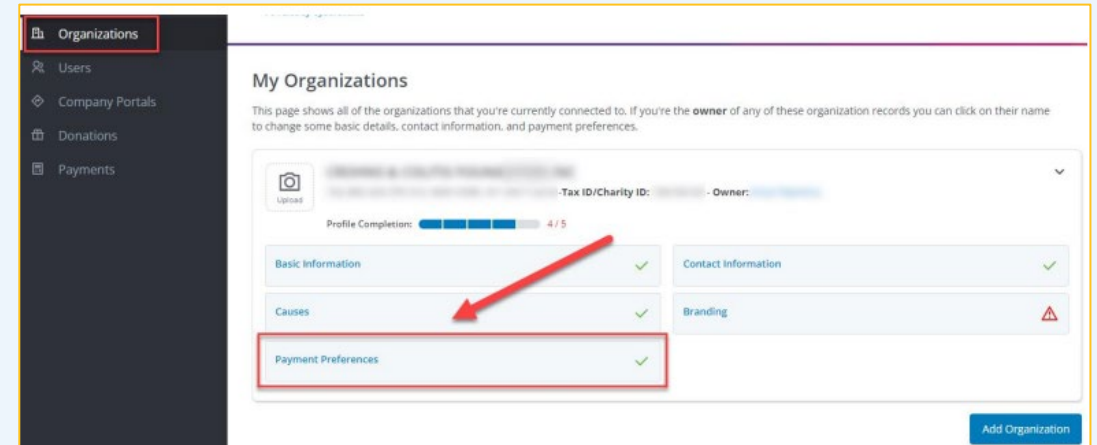 Organizations
Users
Company Portals
Donations
Payments
My Organizations
This page shows all of the organizations that you're currently connected to. If you're the owner of any of these organization records you can click on their name
to change some basic details, contact information, and payment preferences.
Upload
-Tax ID/Charity ID: - Owner:
Profile Completion: 4/5
Basic Information
Contact Information
Causes
Branding
Payment Preferences
Add Organization